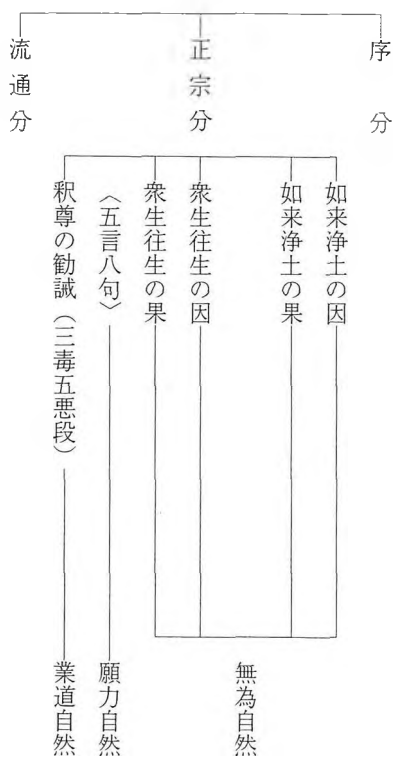 序分
正宗分
流通分
如来浄土の因
如来浄土の果
衆生往生の因
衆生往生の果
〈五言八句〉
釈尊の勧誡（三毒五悪段）
無為自然
願力自然
業道自然